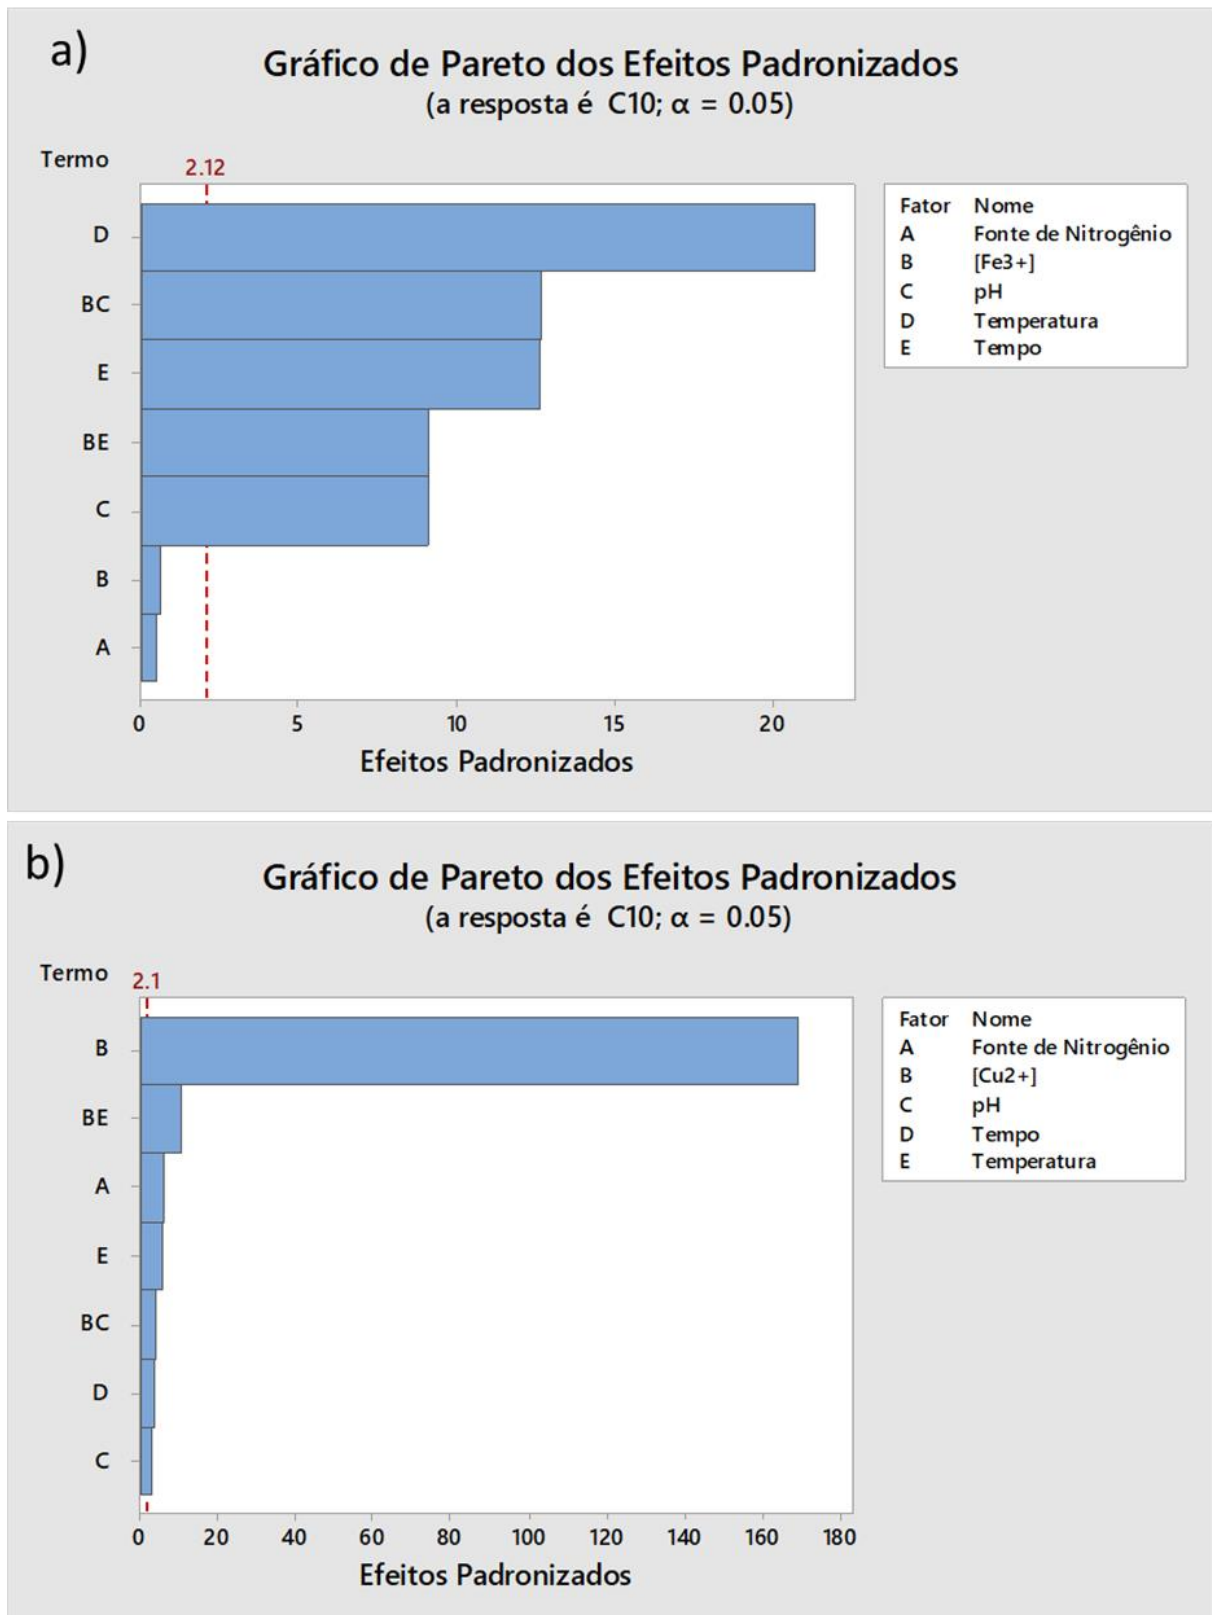 a)
Gráfico de Pareto dos Efeitos Padronizados
(a resposta é C10; α = 0.05)
Termo
2.12
D
BC
E
BE
C
B
A
0 5 10 15 20
Efeitos Padronizados
Fator Nome
A Fonte de Nitrogênio
B [Fe3+]
C pH
D Temperatura
E Tempo
b)
Gráfico de Pareto dos Efeitos Padronizados
(a resposta é C10; α = 0.05)
Termo
2.1
B
BE
A
E
BC
D
C
0 20 40 60 80 100 120 140 160 180
Efeitos Padronizados
Fator Nome
A Fonte de Nitrogênio
B [Cu2+]
C pH
D Tempo
E Temperatura